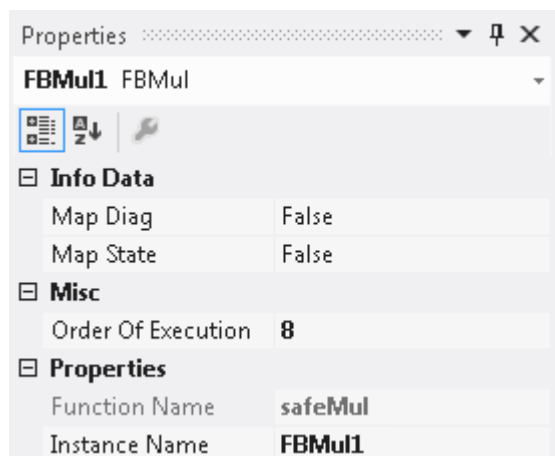 Properties
FBMul1 FBMul
Info Data
Map Diag False
Map State False
Misc
Order Of Execution 8
Properties
Function Name safeMul
Instance Name FBMul1